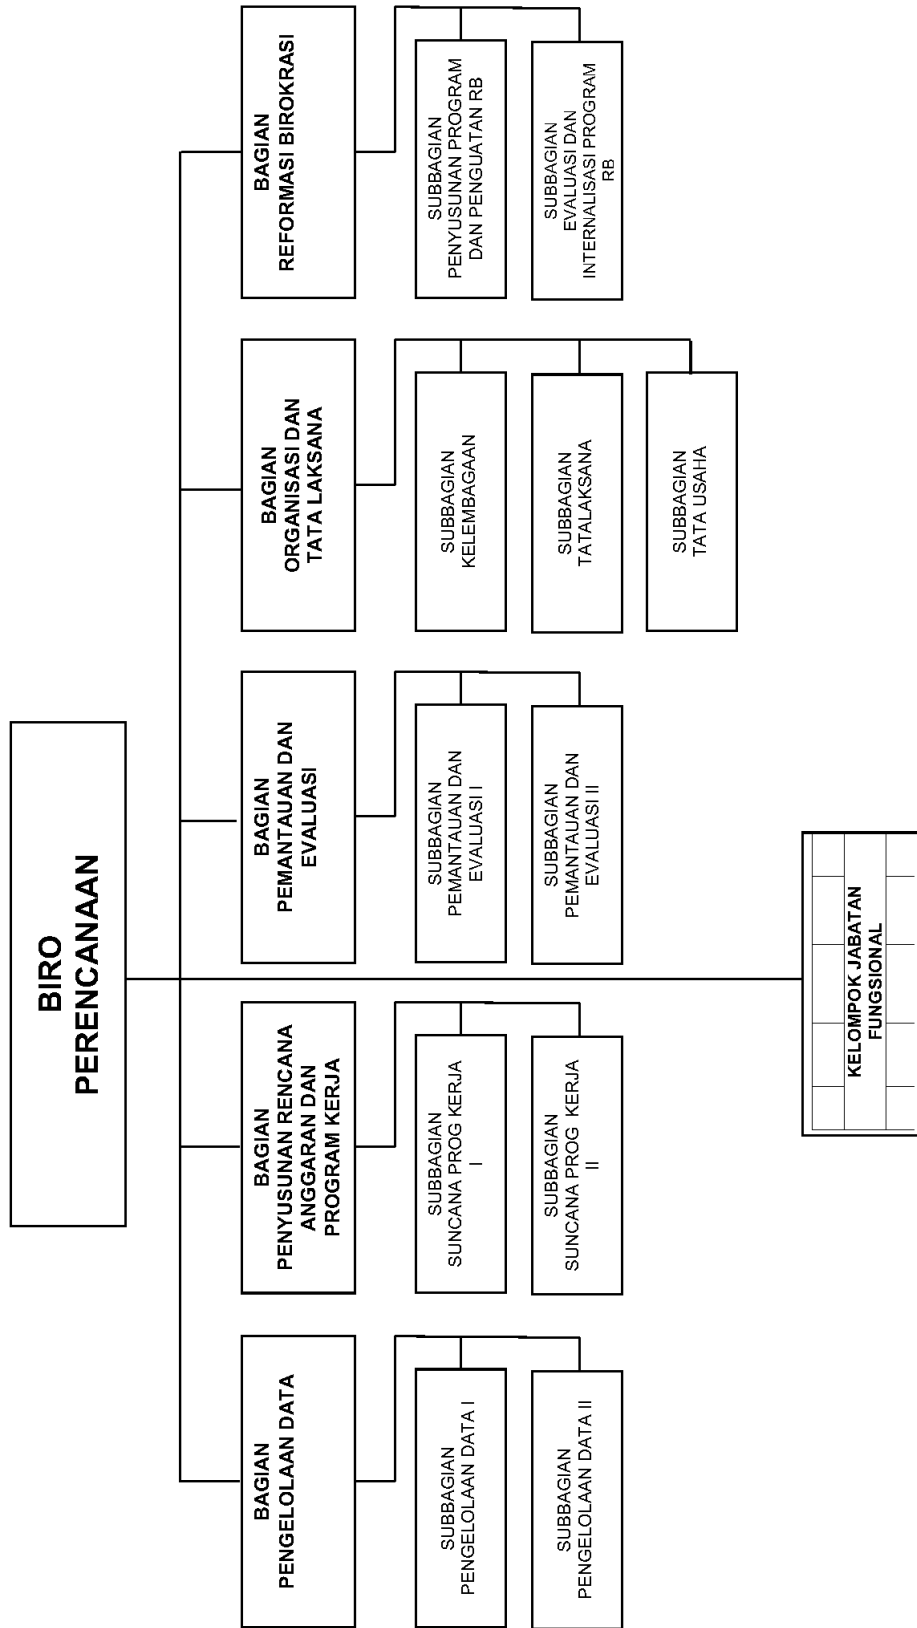 BIRO
PERENCANAAN
BAGIAN
PENGELOLAAN DATA
SUBBAGIAN
PENGELOLAAN DATA I
SUBBAGIAN
PENGELOLAAN DATA II
BAGIAN
PENYUSUNAN RENCANA
ANGGARAN DAN
PROGRAM KERJA
SUBBAGIAN
SUNCANA PROG KERJA
I
SUBBAGIAN
SUNCANA PROG KERJA
II
BAGIAN
PEMANTAUAN DAN
EVALUASI
SUBBAGIAN
PEMANTAUAN DAN
EVALUASI I
SUBBAGIAN
PEMANTAUAN DAN
EVALUASI II
BAGIAN
ORGANISASI DAN
TATA LAKSANA
SUBBAGIAN
KELEMBAGAAN
SUBBAGIAN
TATALAKSANA
SUBBAGIAN
TATA USAHA
BAGIAN
REFORMASI BIROKRASI
SUBBAGIAN
PENYUSUNAN PROGRAM
DAN PENGUATAN RB
SUBBAGIAN
EVALUASI DAN
INTERNALISASI PROGRAM
RB
KELOMPOK JABATAN
FUNGSIONAL